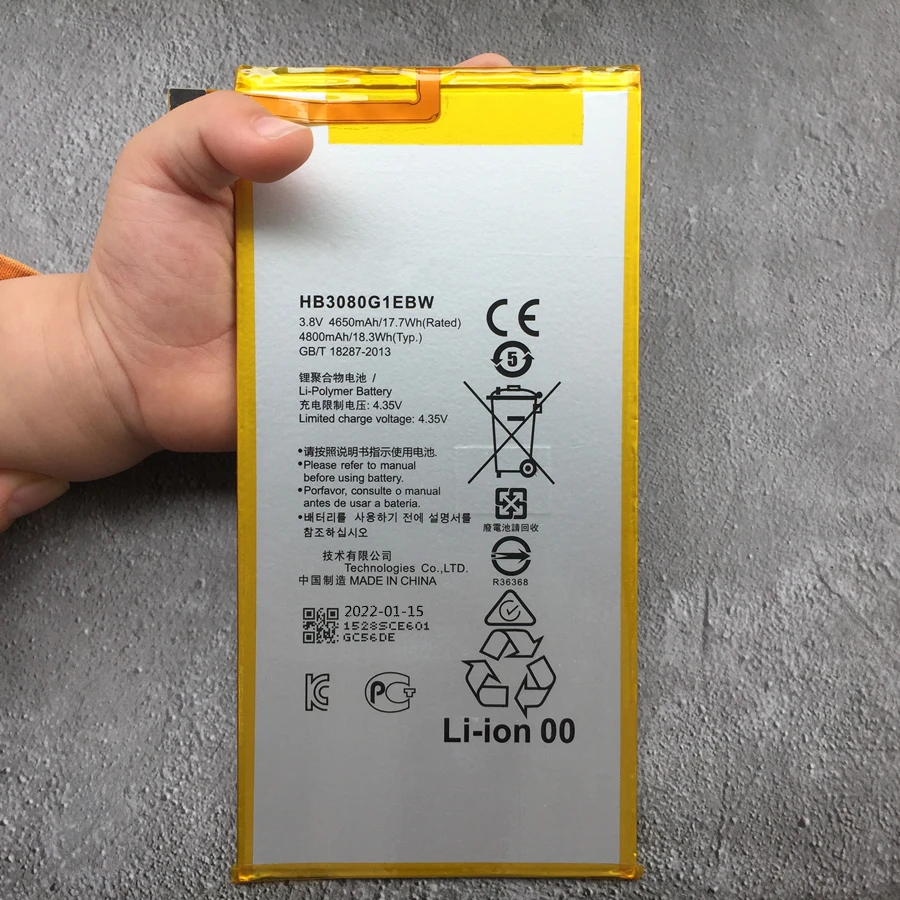 HB3080G1EBW
3.8V 4650mAh/17.7Wh(Rated)
4800mAh/18.3Wh(Typ.)
GB/T 18287-2013
锂聚合物电池 /
Li-Polymer Battery
充电限制电压: 4.35V
Limited charge voltage: 4.35V
•请按照说明书指示使用电池.
•Please refer to manual
before using battery.
•Porfavor, consulte o manual
antes de usar a bateria.
•배터리를 사용하기 전에 설명서를
참조하십시오
技术有限公司
Technologies Co.,LTD.
中国制造 MADE IN CHINA
2022-01-15
1528SCE601
GC56DE
CE
5
廢電池請回收
R36368
Li-ion 00